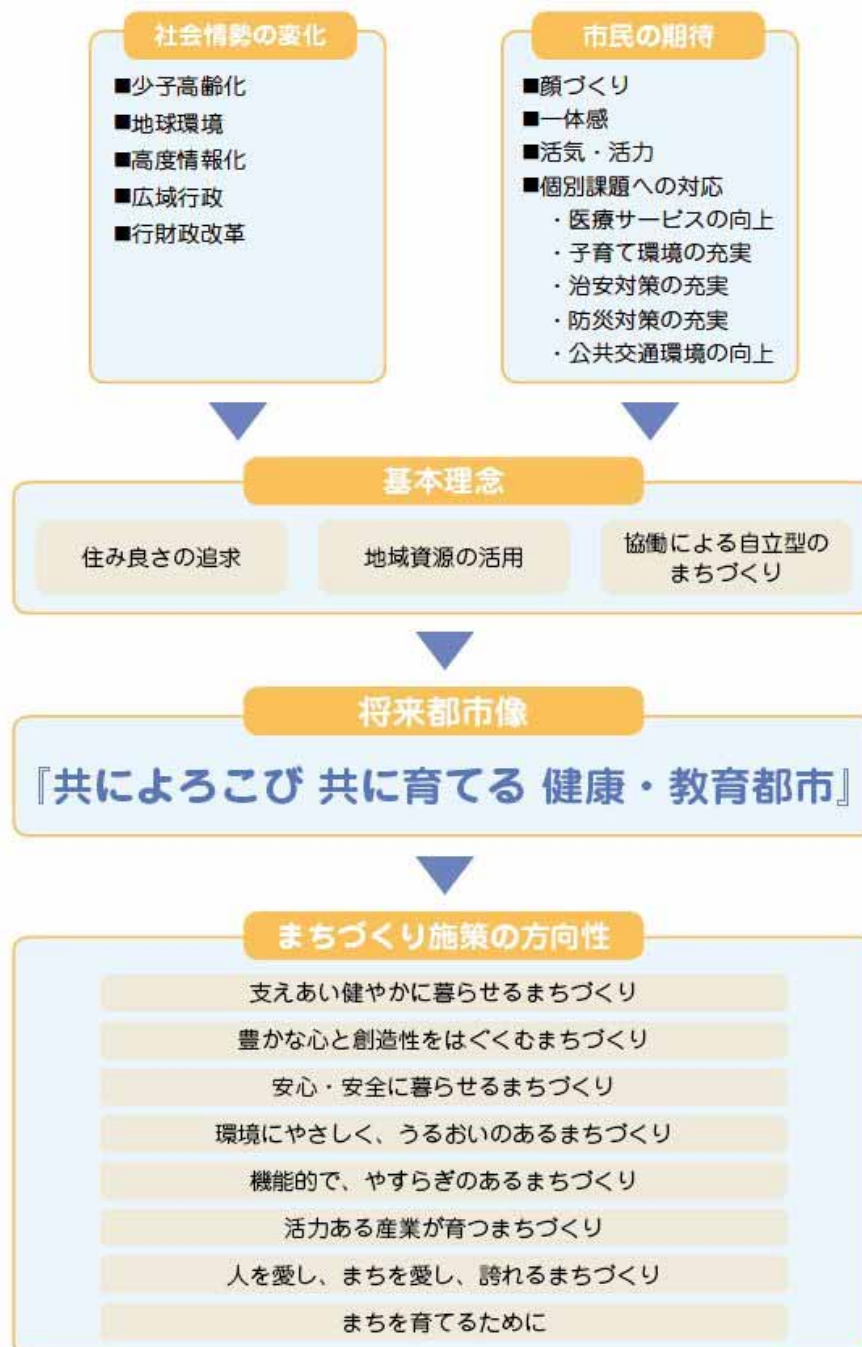 社会情勢の変化
■少子高齢化
■地球環境
■高度情報化
■広域行政
■行財政改革
市民の期待
■顔づくり
■一体感
■活気・活力
■個別課題への対応
・医療サービスの向上
・子育て環境の充実
・治安対策の充実
・防災対策の充実
・公共交通環境の向上
基本理念
住み良さの追求
地域資源の活用
協働による自立型の
まちづくり
将来都市像
『共によろこび 共に育てる 健康・教育都市』
まちづくり施策の方向性
支えあい健やかに暮らせるまちづくり
豊かな心と創造性をはぐくむまちづくり
安心・安全に暮らせるまちづくり
環境にやさしく、うるおいのあるまちづくり
機能的で、やすらぎのあるまちづくり
活力ある産業が育つまちづくり
人を愛し、まちを愛し、誇れるまちづくり
まちを育てるために